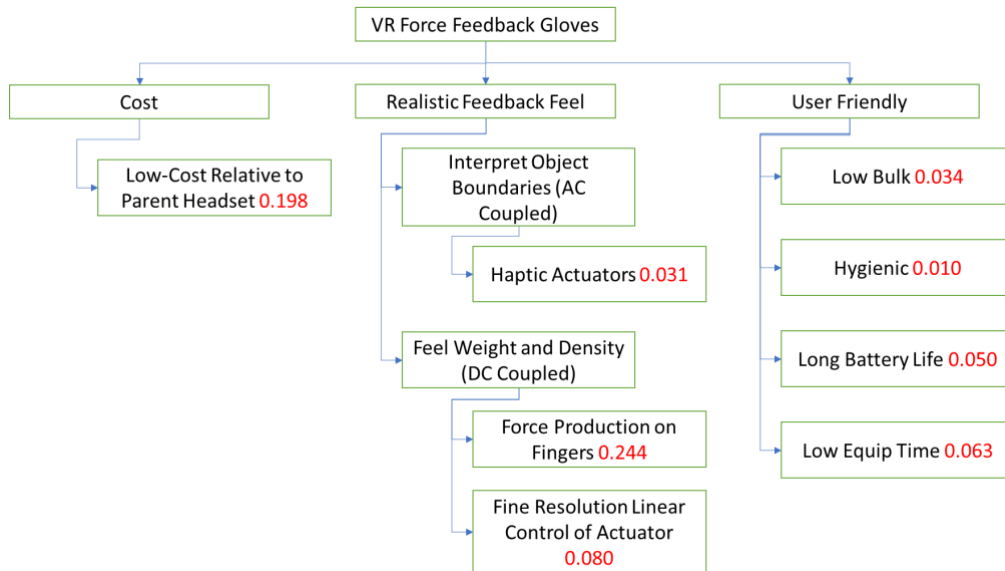 VR Force Feedback Gloves
Cost
Realistic Feedback Feel
User Friendly
Low-Cost Relative to
Parent Headset 0.198
Interpret Object
Boundaries (AC
Coupled)
Haptic Actuators 0.031
Feel Weight and Density
(DC Coupled)
Force Production on
Fingers 0.244
Fine Resolution Linear
Control of Actuator
0.080
Low Bulk 0.034
Hygienic 0.010
Long Battery Life 0.050
Low Equip Time 0.063